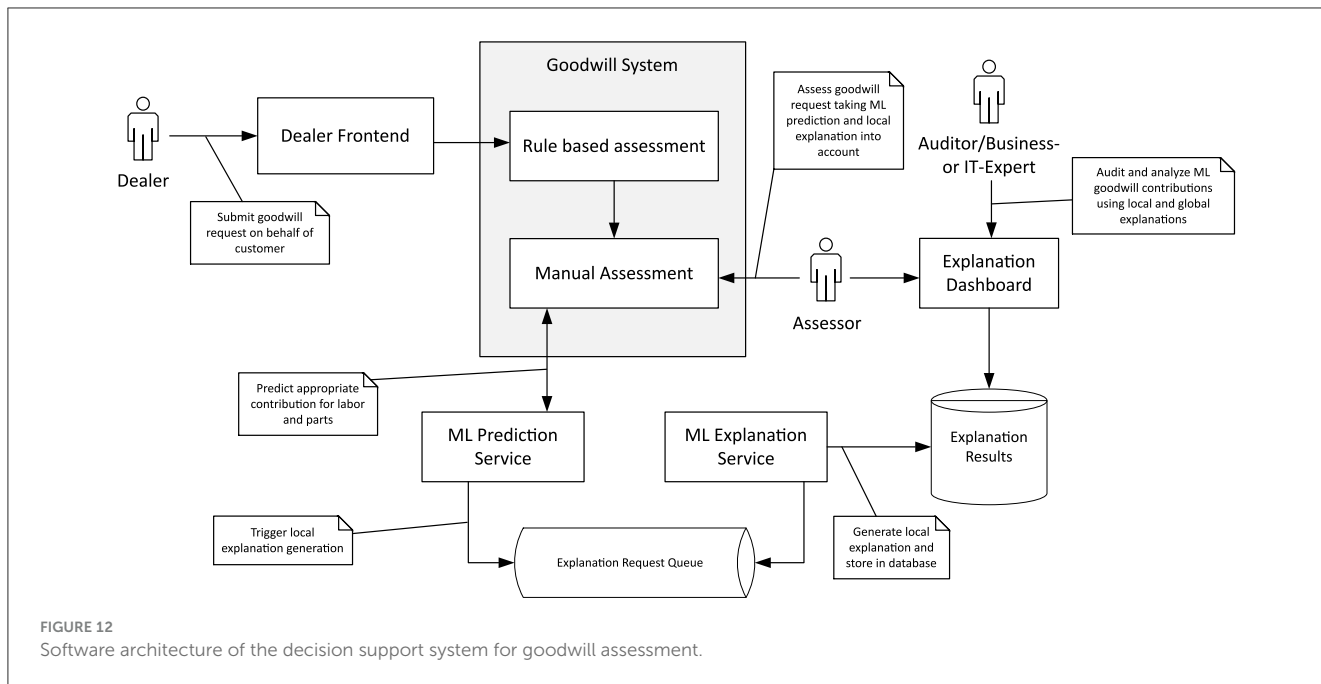 Goodwill System
Dealer
Dealer Frontend
Rule based assessment
Assess goodwill
request taking ML
prediction and local
explanation into
account
Auditor/Business-
or IT-Expert
Submit goodwill
request on behalf of
customer
Audit and analyze ML
goodwill contributions
using local and global
explanations
Manual Assessment
Assessor
Explanation
Dashboard
Predict appropriate
contribution for labor
and parts
ML Prediction
Service
ML Explanation
Service
Explanation
Results
Trigger local
explanation generation
Explanation Request Queue
Generate local
explanation and
store in database
FIGURE 12
Software architecture of the decision support system for goodwill assessment.